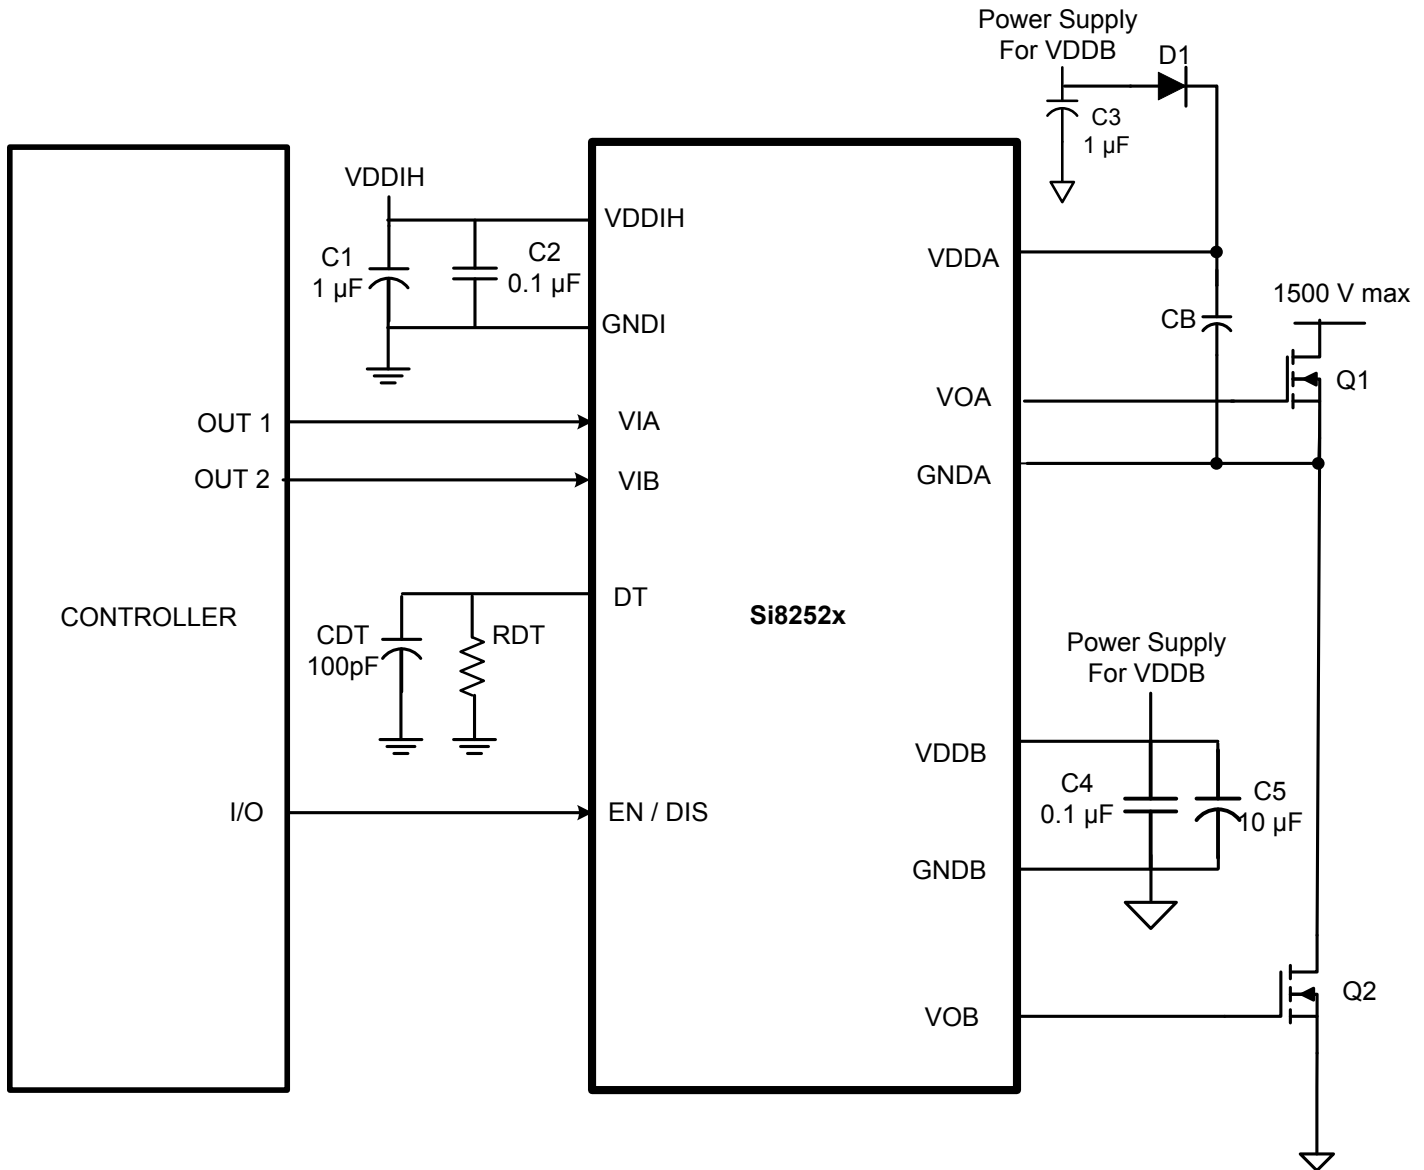 Power Supply
For VDDB
D1
C3
1 µF
VDDIH
C1
1 µF
C2
0.1 µF
VDDIH
GNDI
VDDA
CB
1500 V max
Q1
VOA
GNDA
OUT 1
VIA
OUT 2
VIB
DT
CDT
100pF
RDT
CONTROLLER
Si8252x
Power Supply
For VDDB
VDDB
C4
0.1 µF
C5
10 µF
I/O
EN / DIS
GNDB
VOB
Q2